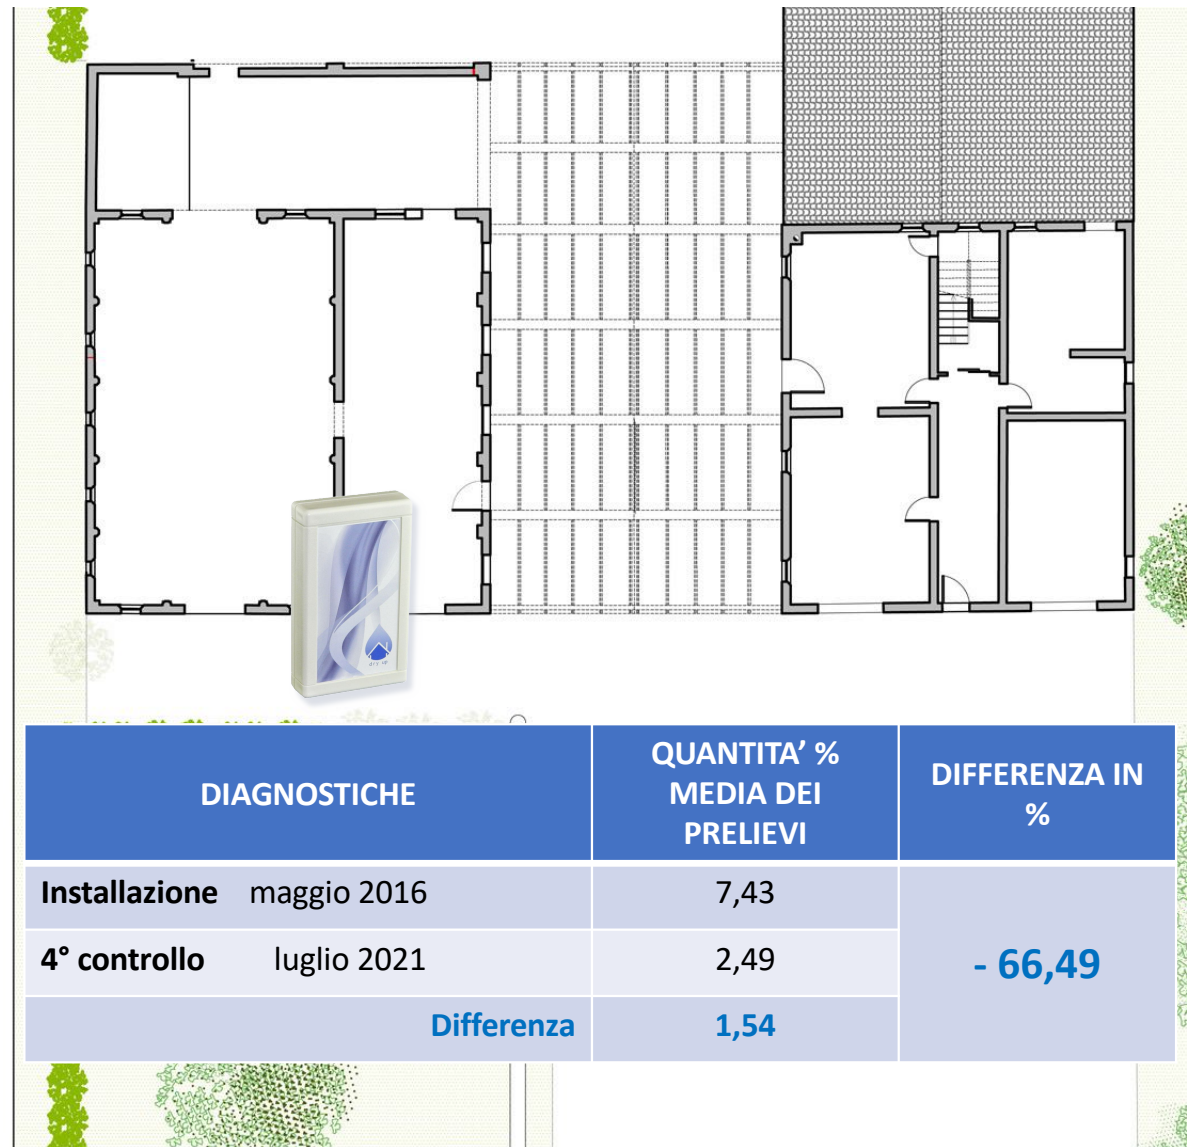 DIAGNOSTICHE
QUANTITA’ %
MEDIA DEI
PRELIEVI
DIFFERENZA IN
%
Installazione maggio 2016
7,43
4° controllo luglio 2021
2,49
- 66,49
Differenza
1,54